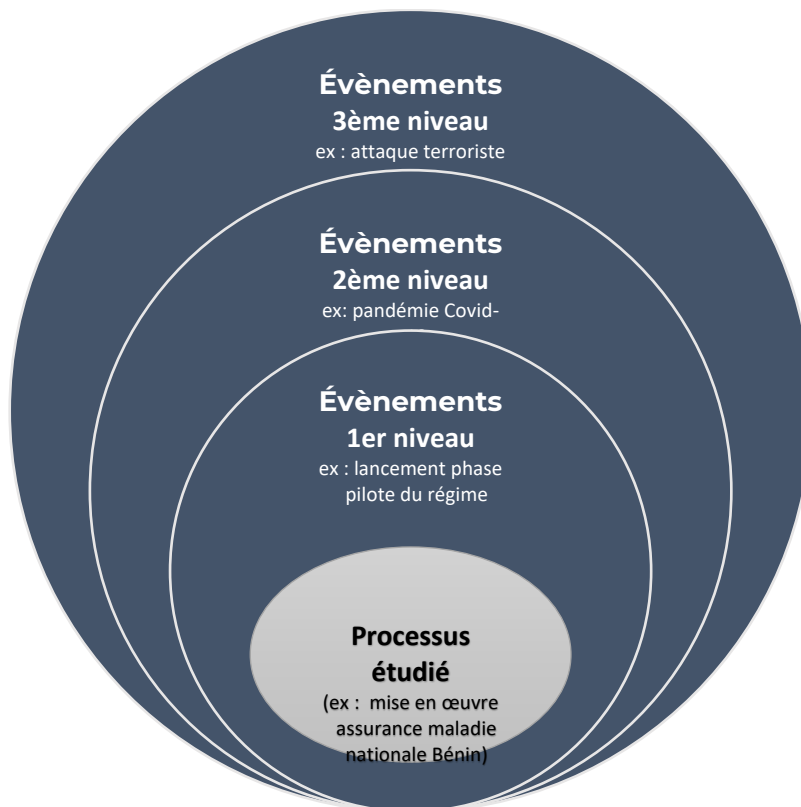 Évènements
3ème niveau
ex : attaque terroriste
Évènements
2ème niveau
ex: pandémie Covid-
Évènements
1er niveau
ex : lancement phase
pilote du régime
Processus
étudié
(ex : mise en œuvre
assurance maladie
nationale Bénin)